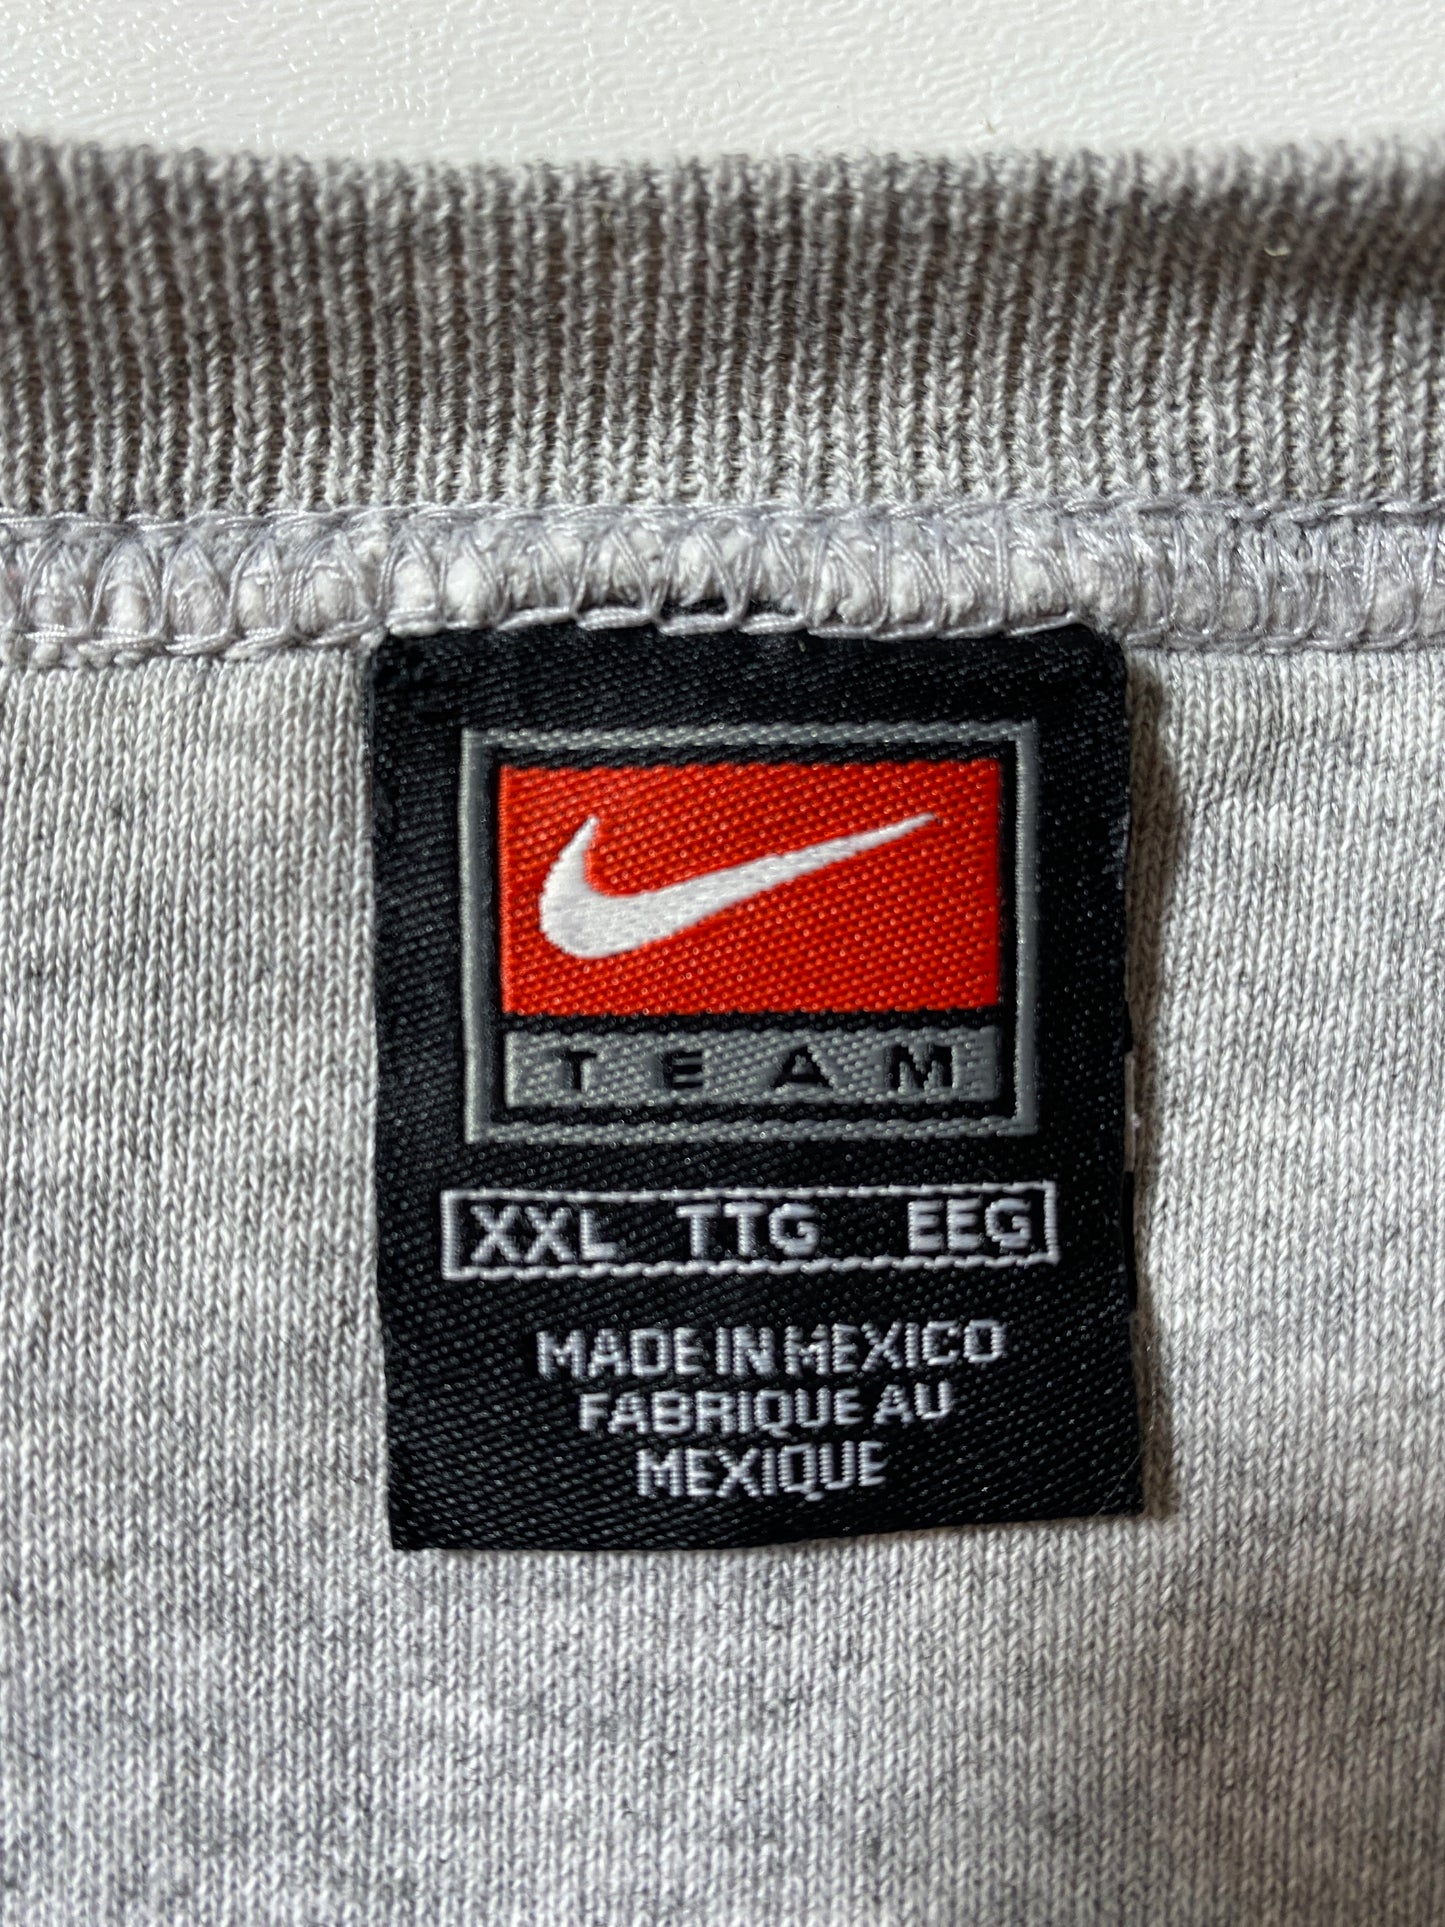 TEAM
XXL TTG EEG
MADE IN MEXICO
FABRIQUE AU
MEXIQUE